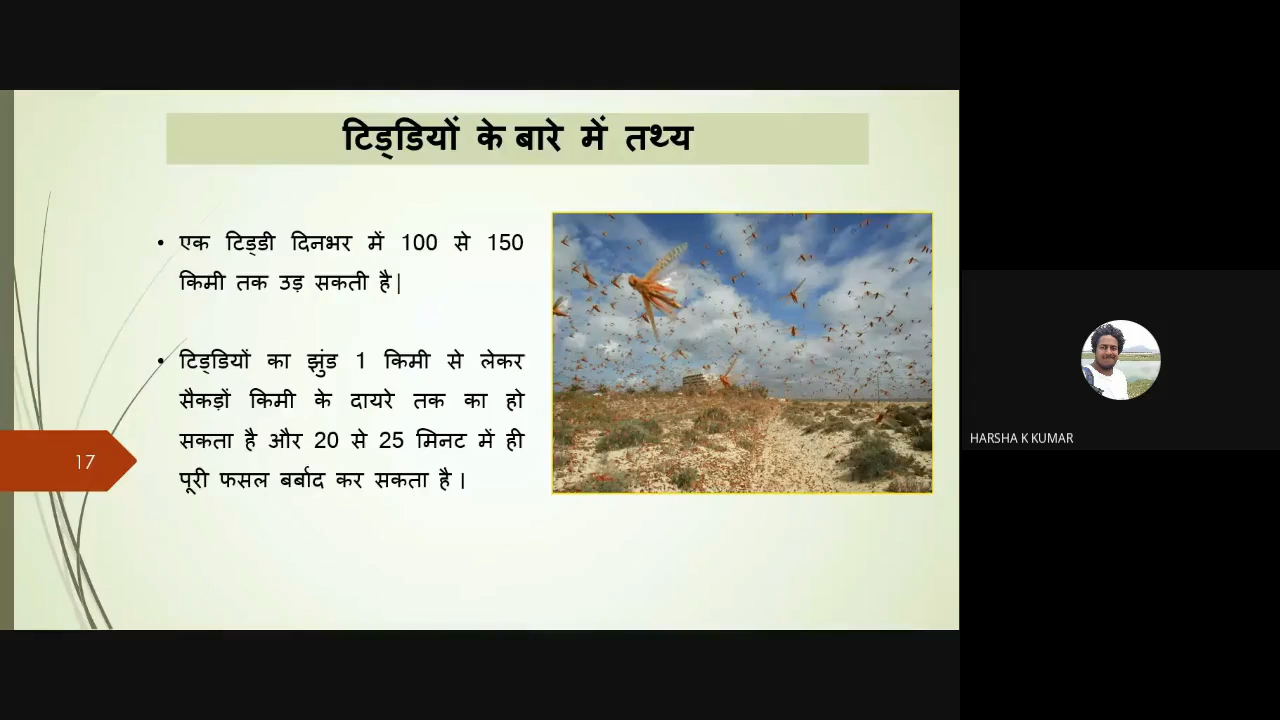 टिड्डियों के बारे में तथ्य
• एक टिड्डी दिनभर में 100 से 150
किमी तक उड़ सकती है|
• टिड्डियों का झुंड 1 किमी से लेकर
सैकड़ों किमी के दायरे तक का हो
सकता है और 20 से 25 मिनट में ही
पूरी फसल बर्बाद कर सकता है ।
17
HARSHA K KUMAR